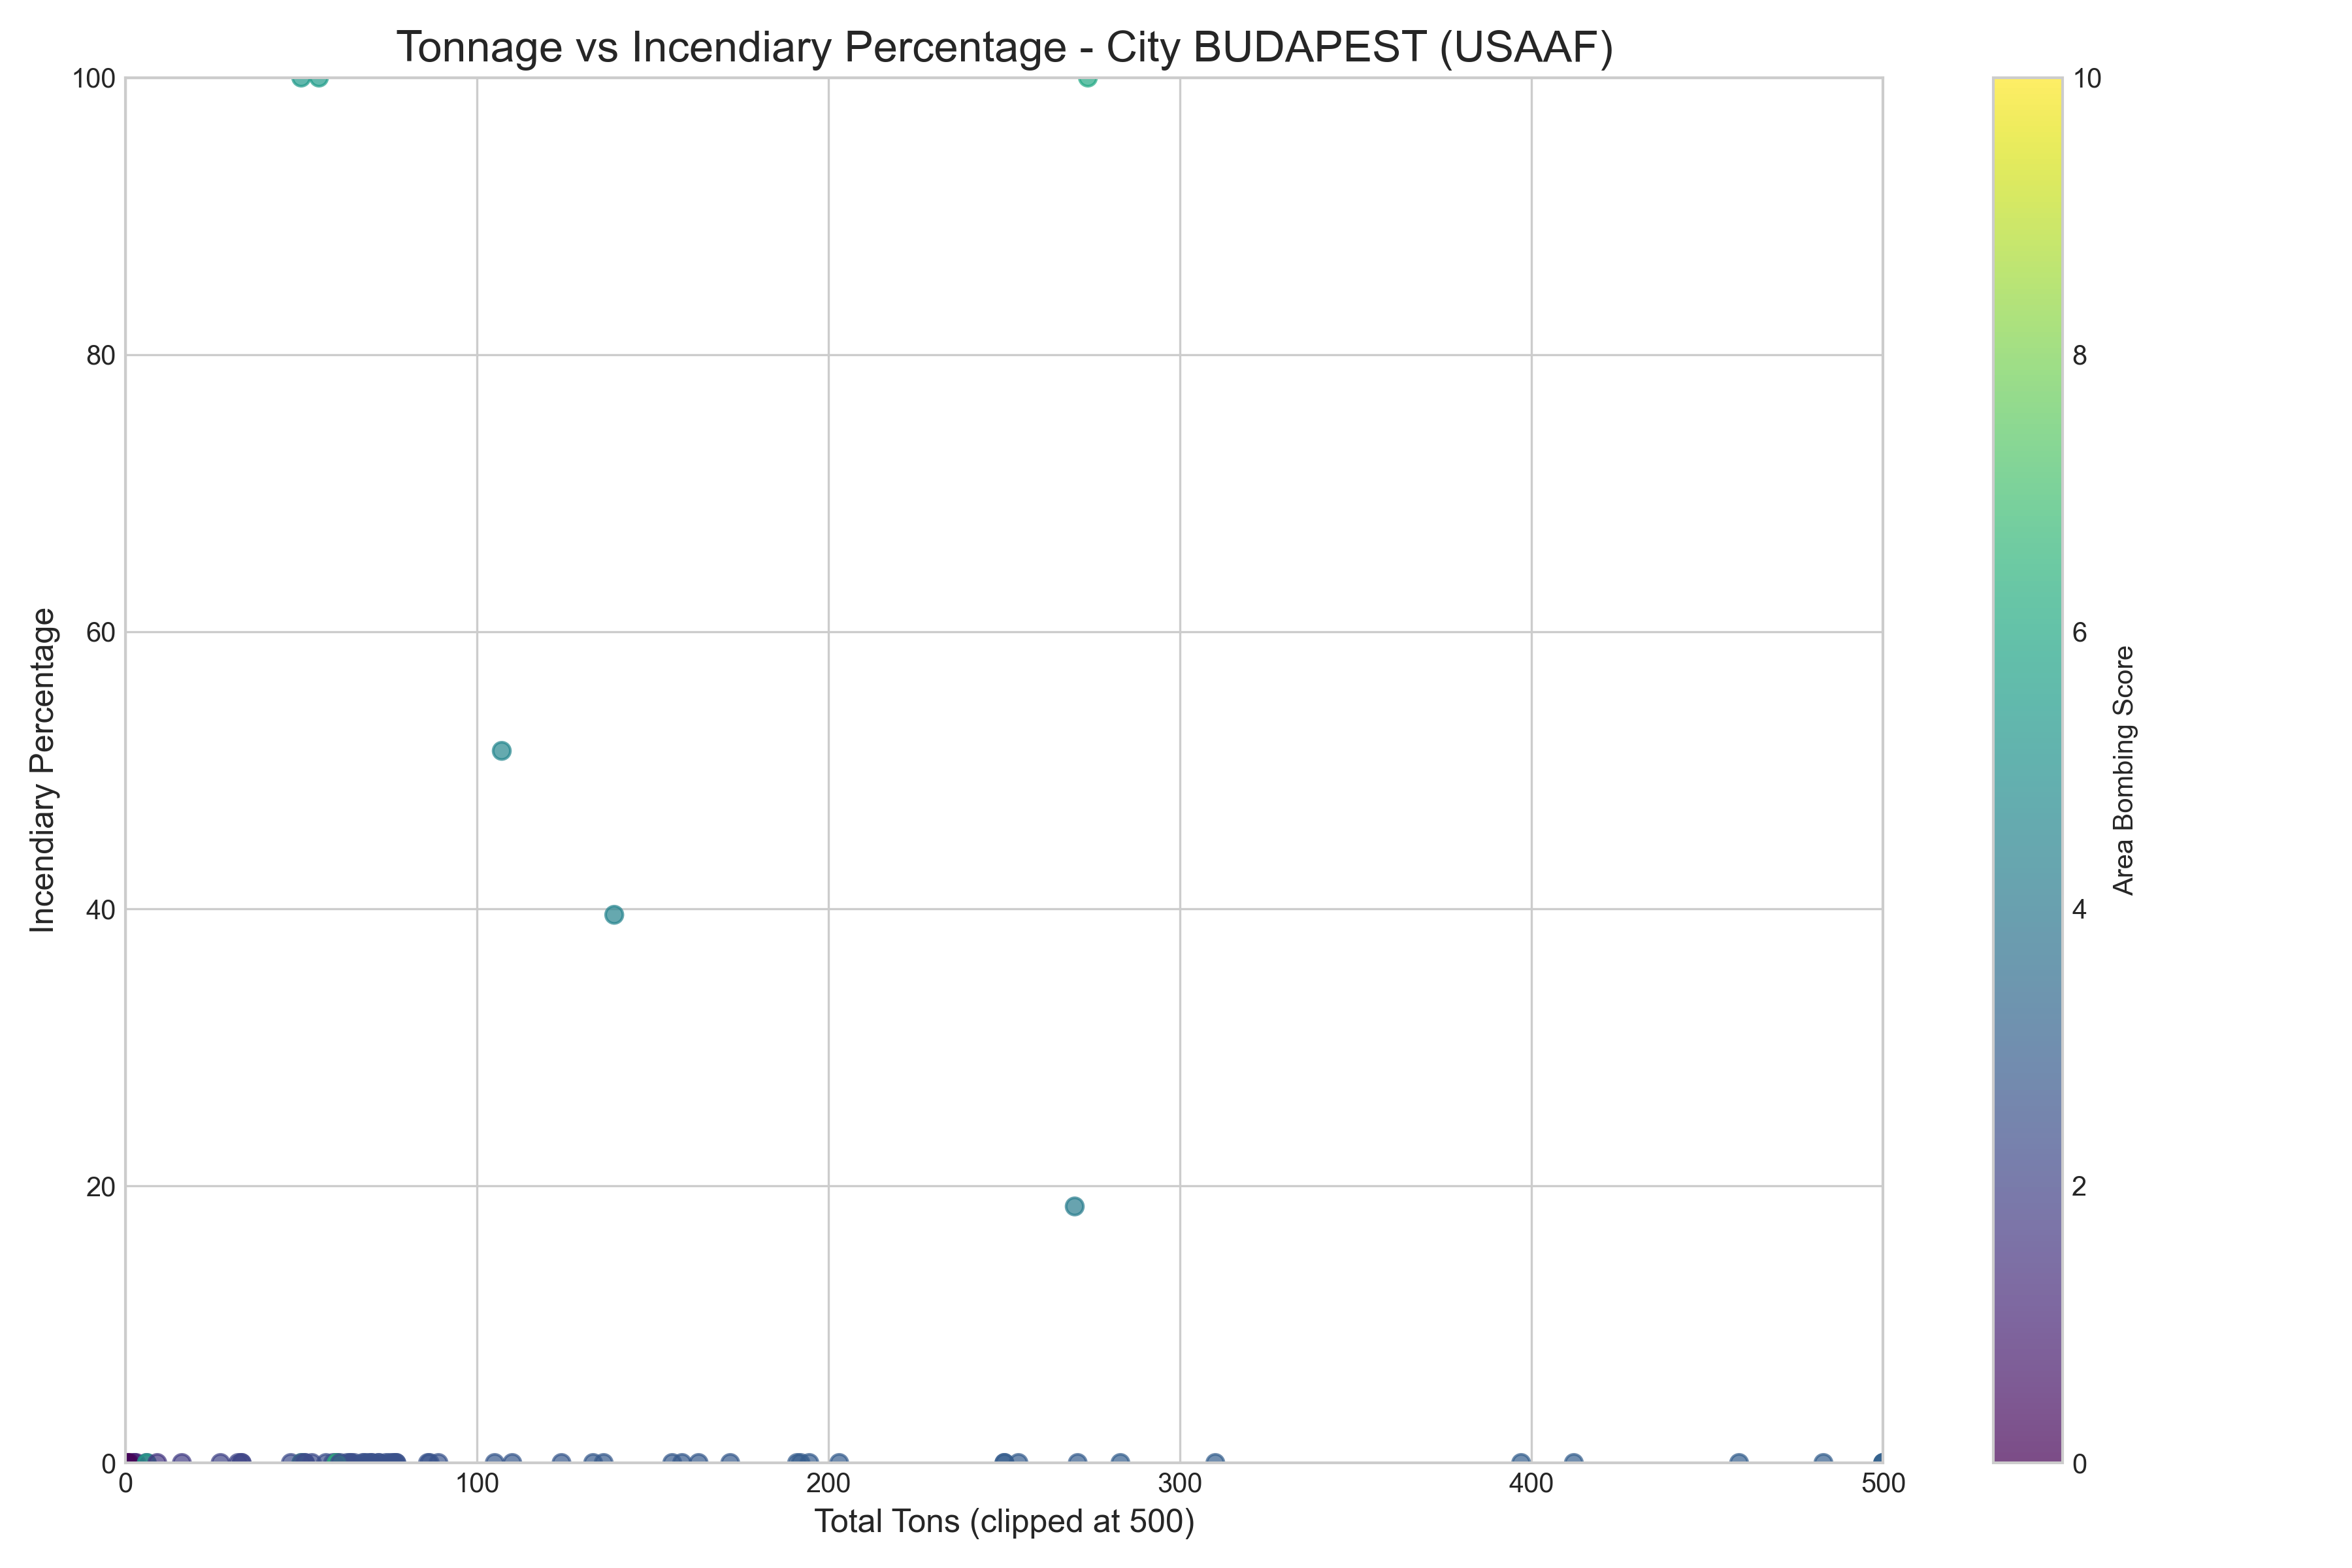 Tonnage vs Incendiary Percentage - City BUDAPEST (USAAF)
100
80
60
40
20
0
Incendiary Percentage
0 100 200 300 400 500
Total Tons (clipped at 500)
10
8
6
4
2
0
Area Bombing Score